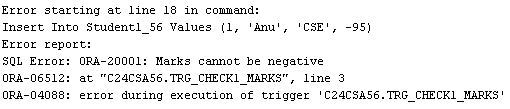 Error starting at line 18 in command:
Insert Into Student1_56 Values (1, 'Anu', 'CSE', -95)
Error report:
SQL Error: ORA-20001: Marks cannot be negative
ORA-06512: at "C24CSA56.TRG_CHECK1_MARKS", line 3
ORA-04088: error during execution of trigger 'C24CSA56.TRG_CHECK1_MARKS'